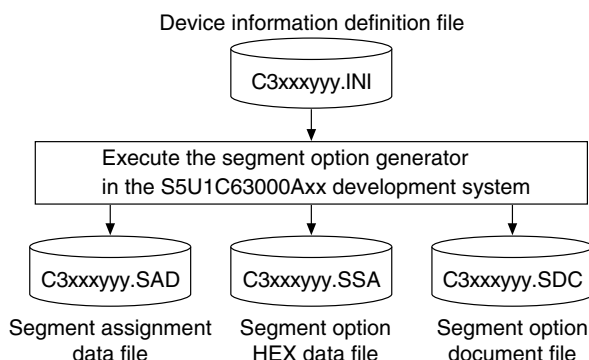 Device information definition file
C3xxxyyy.INI
Execute the segment option generator
in the S5U1C63000Axx development system
C3xxxyyy.SAD
C3xxxyyy.SSA
C3xxxyyy.SDC
Segment assignment
data file
Segment option
HEX data file
Segment option
document file